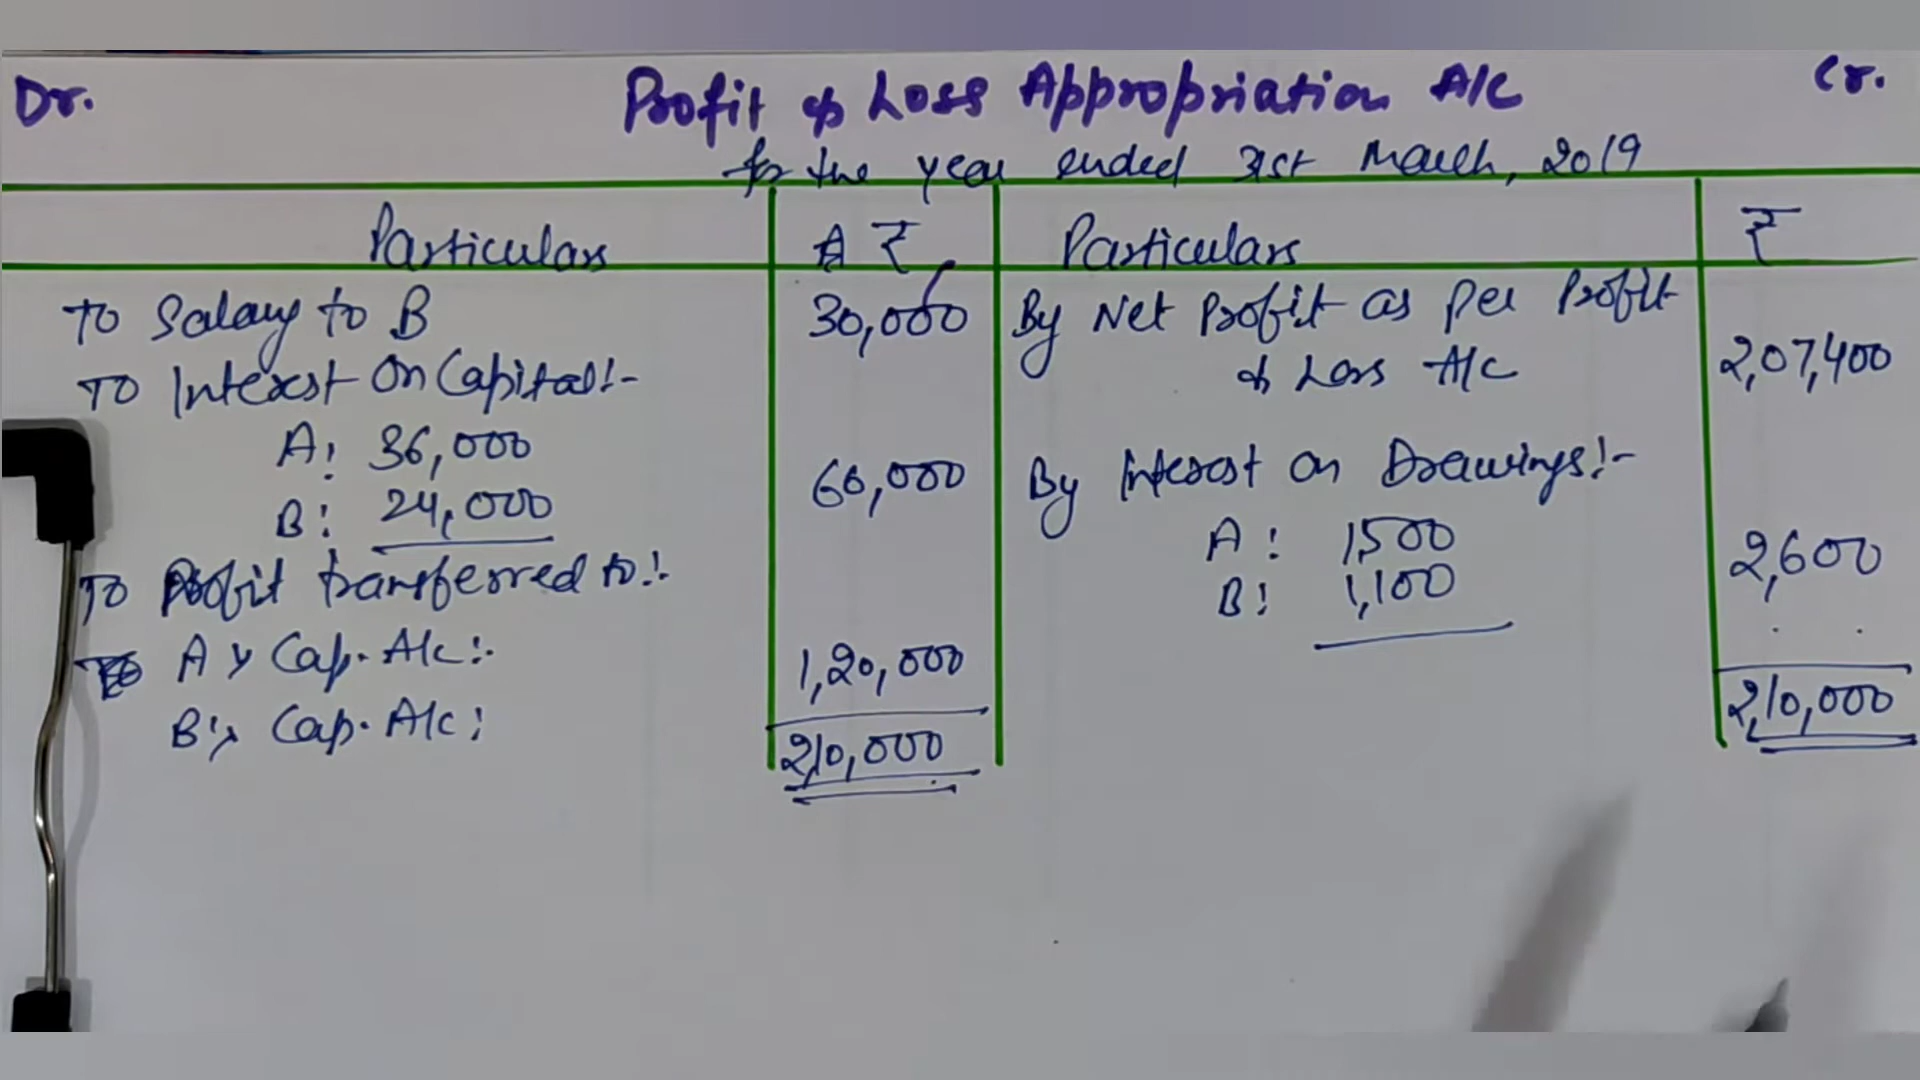 Dr. Profit & Loss Appropriation A/c Cr.
for the year ended 31st March, 2019
Particulars ₹ Particulars ₹
To Salary to B 30,000 By Net Profit as per Profit
& Loss A/c 2,07,400
To Interest on Capital:-
A: 36,000
B: 24,000 60,000 By Interest on Drawings:-
A: 1500
B: 1,100 2,600
To Profit transferred to:-
A's Cap. A/c:- 1,20,000
B's Cap. A/c:
2,10,000 2,10,000